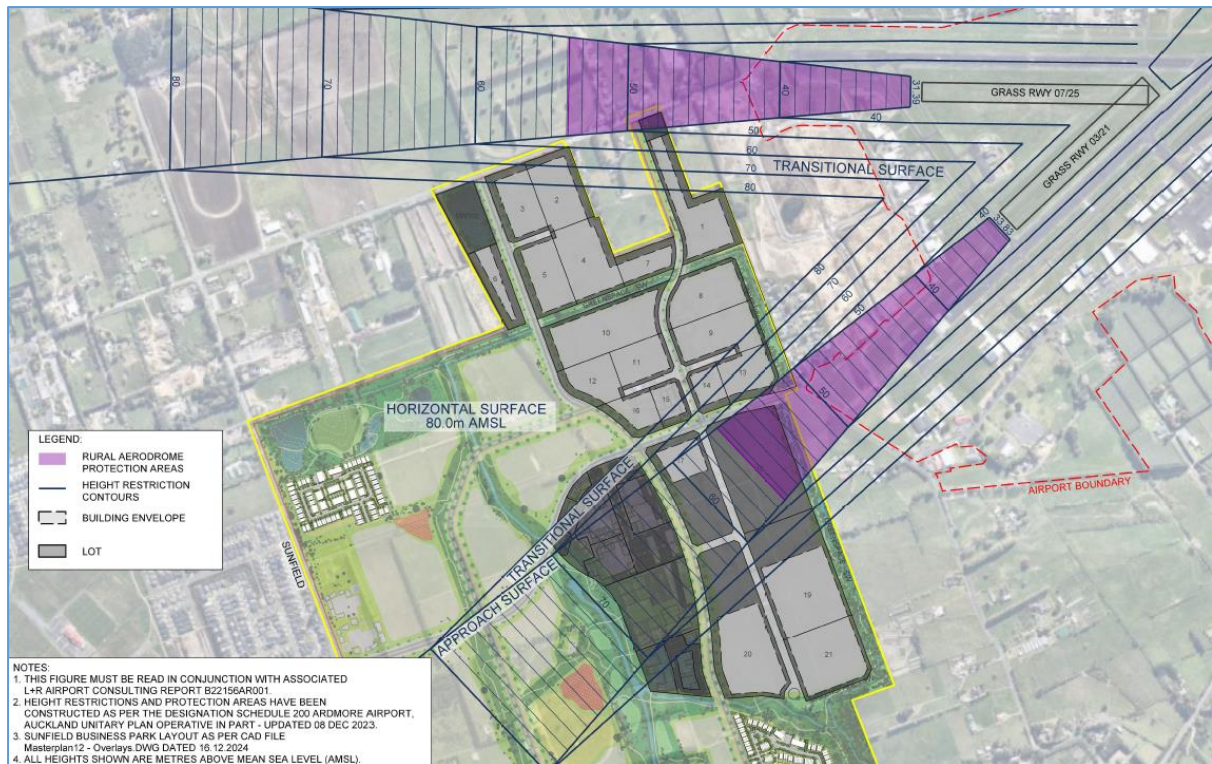 80
70
60
50
40
31.39
GRASS RWY 07/25
40
50
60
70
80
TRANSITIONAL SURFACE
GRASS RWY 03/21
40
33.83
3
2
1
5
4
7
8
10
9
11
12
13
14
15
16
80
70
60
50
40
50
HORIZONTAL SURFACE
80.0m AMSL
LEGEND:
RURAL AERODROME
PROTECTION AREAS
HEIGHT RESTRICTION
CONTOURS
BUILDING ENVELOPE
LOT
AIRPORT BOUNDARY
TRANSITIONAL SURFACE
APPROACH SURFACE
SUNFIELD
60
70
19
20
21
NOTES:
1. THIS FIGURE MUST BE READ IN CONJUNCTION WITH ASSOCIATED
L+R AIRPORT CONSULTING REPORT B22156AR001.
2. HEIGHT RESTRICTIONS AND PROTECTION AREAS HAVE BEEN
CONSTRUCTED AS PER THE DESIGNATION SCHEDULE 200 ARDMORE AIRPORT,
AUCKLAND UNITARY PLAN OPERATIVE IN PART - UPDATED 08 DEC 2023.
3. SUNFIELD BUSINESS PARK LAYOUT AS PER CAD FILE
Masterplan12 - Overlays.DWG DATED 16.12.2024
4. ALL HEIGHTS SHOWN ARE METRES ABOVE MEAN SEA LEVEL (AMSL).